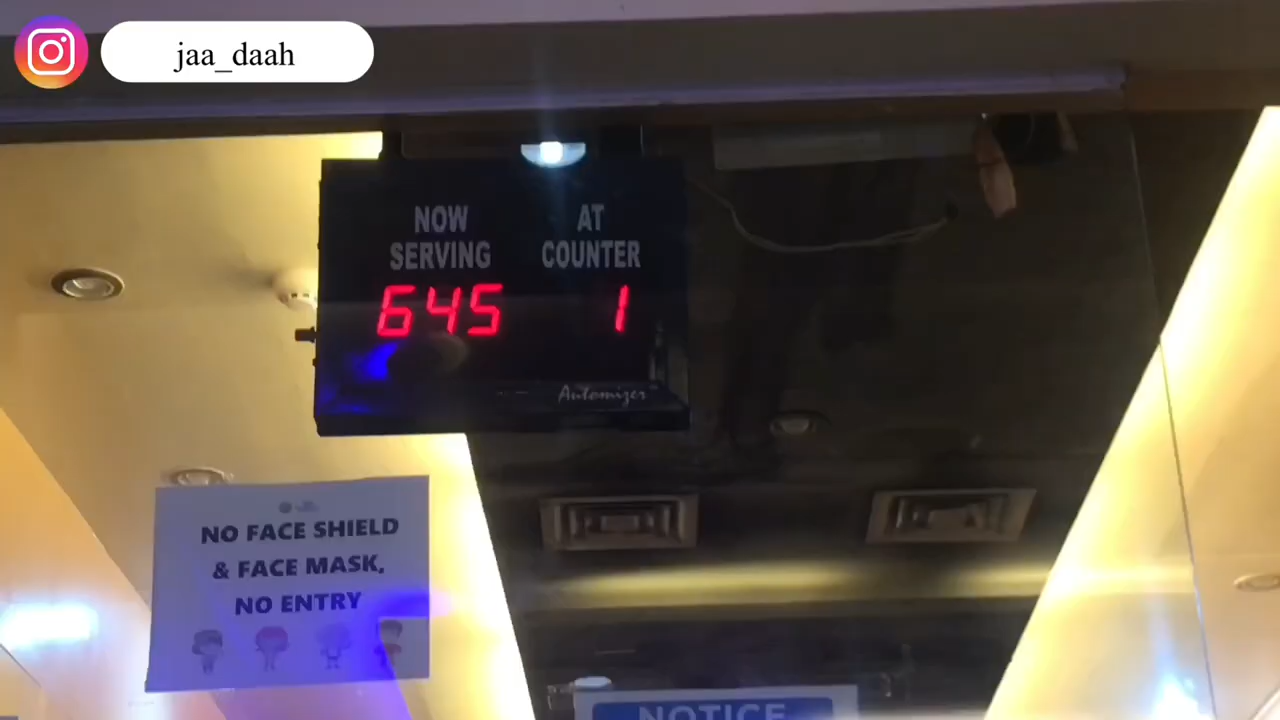 jaa_daah
NOW
SERVING
AT
COUNTER
645
1
Automizer
NO FACE SHIELD
& FACE MASK,
NO ENTRY
NOTICE